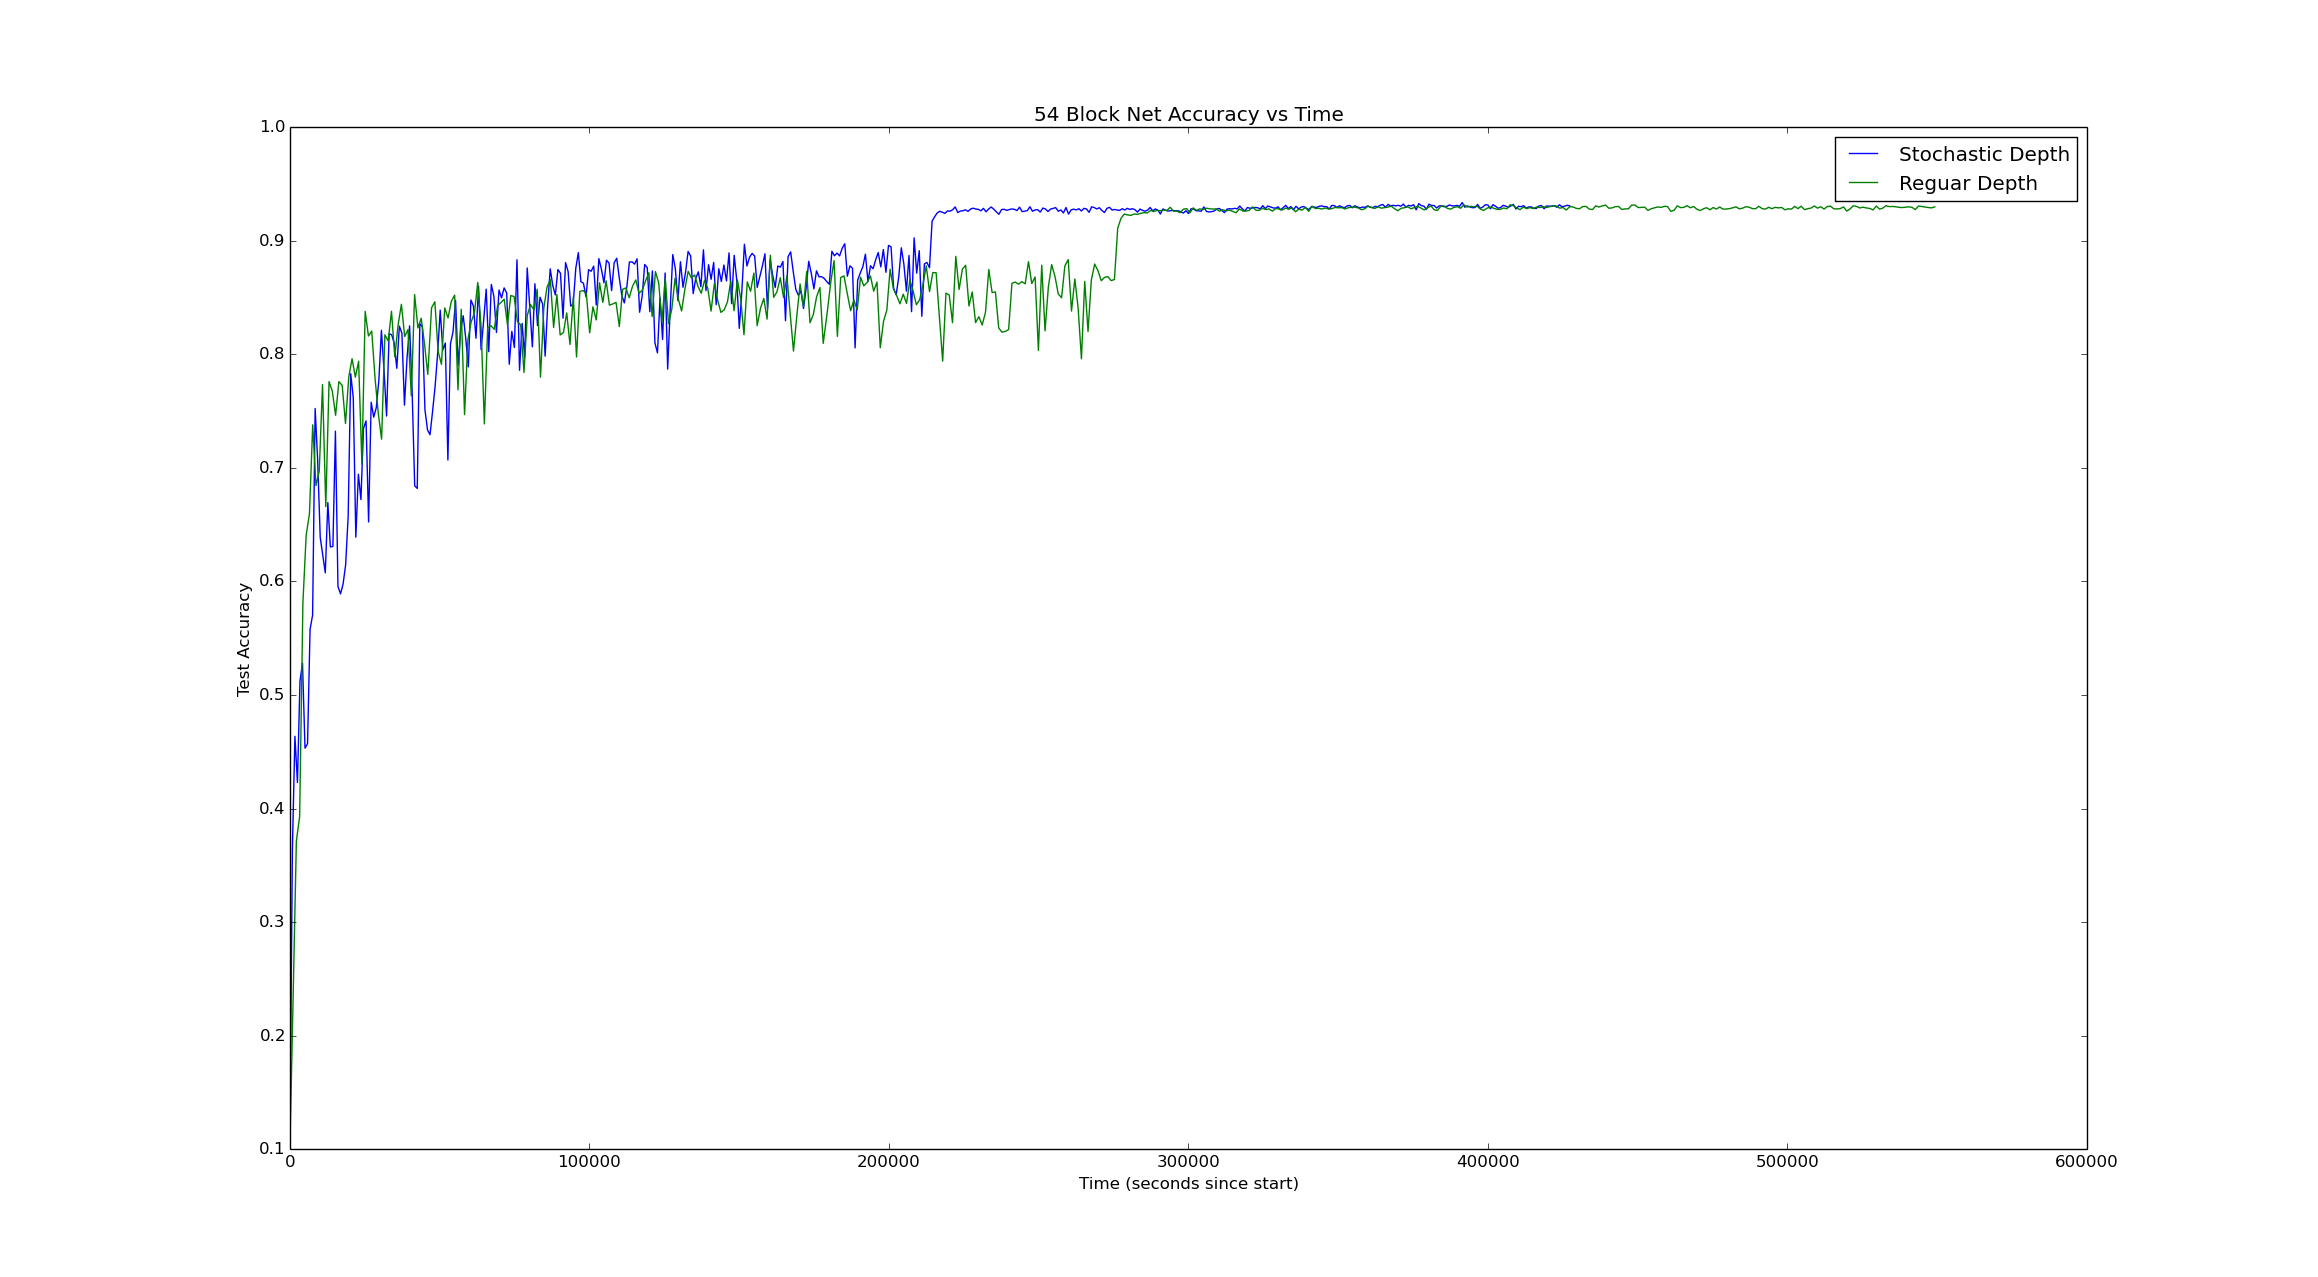 54 Block Net Accuracy vs Time
1.0
0.9
0.8
0.7
0.6
0.5
0.4
0.3
0.2
0.1
Test Accuracy
0 100000 200000 300000 400000 500000 600000
Time (seconds since start)
Stochastic Depth
Reguar Depth